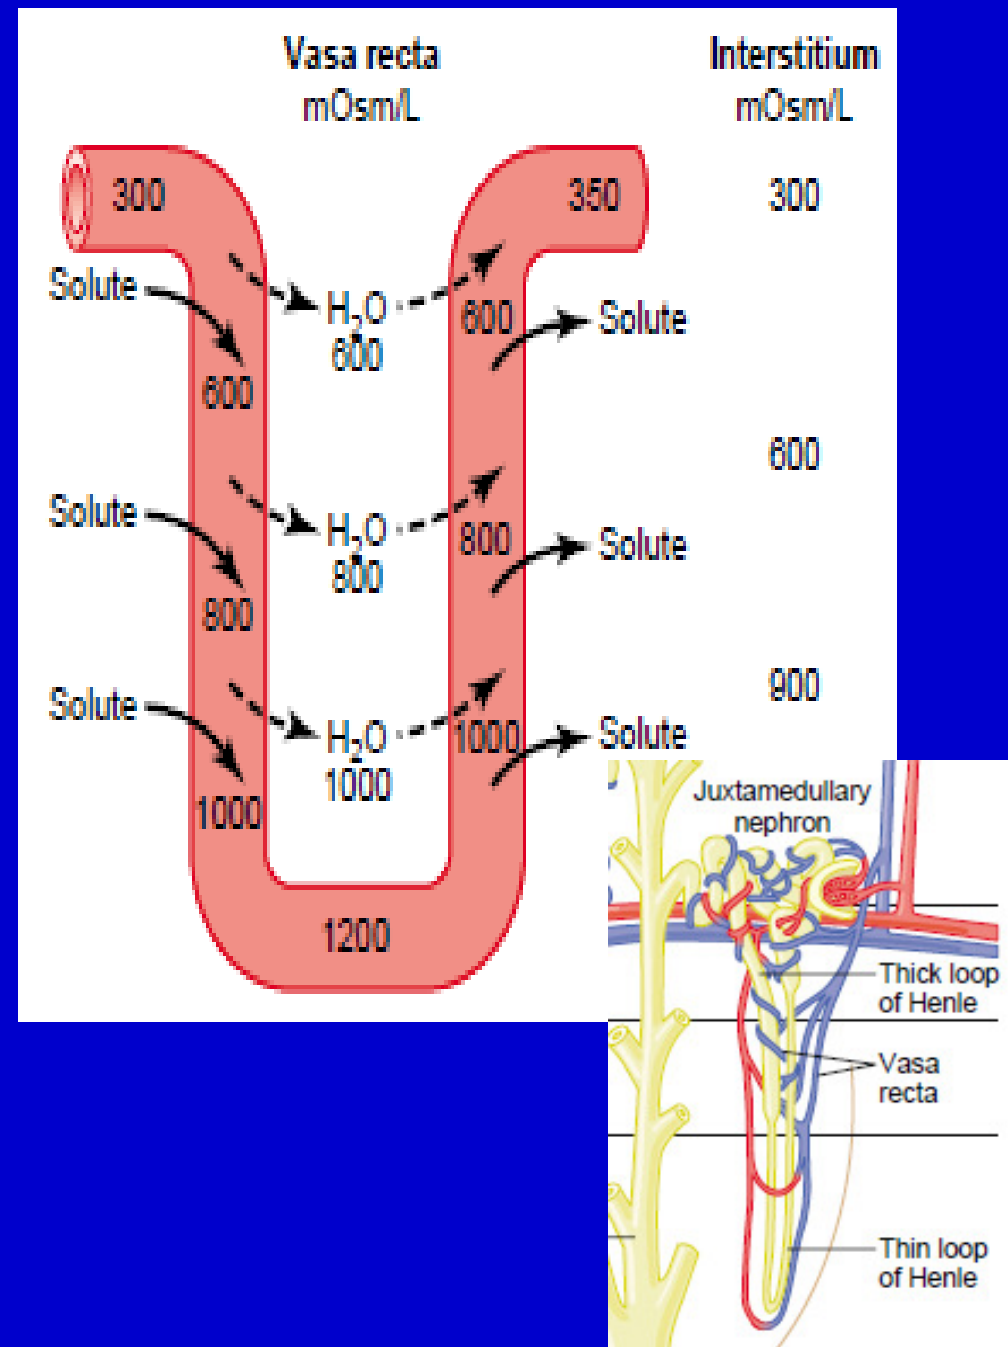 Vasa recta
mOsm/L
Interstitium
mOsm/L
300
350
300
Solute
H₂O
600
600
Solute
600
600
Solute
H₂O
800
800
Solute
800
900
Solute
H₂O
1000
1000
Solute
1000
1200
Juxtamedullary
nephron
Thick loop
of Henle
Vasa
recta
Thin loop
of Henle